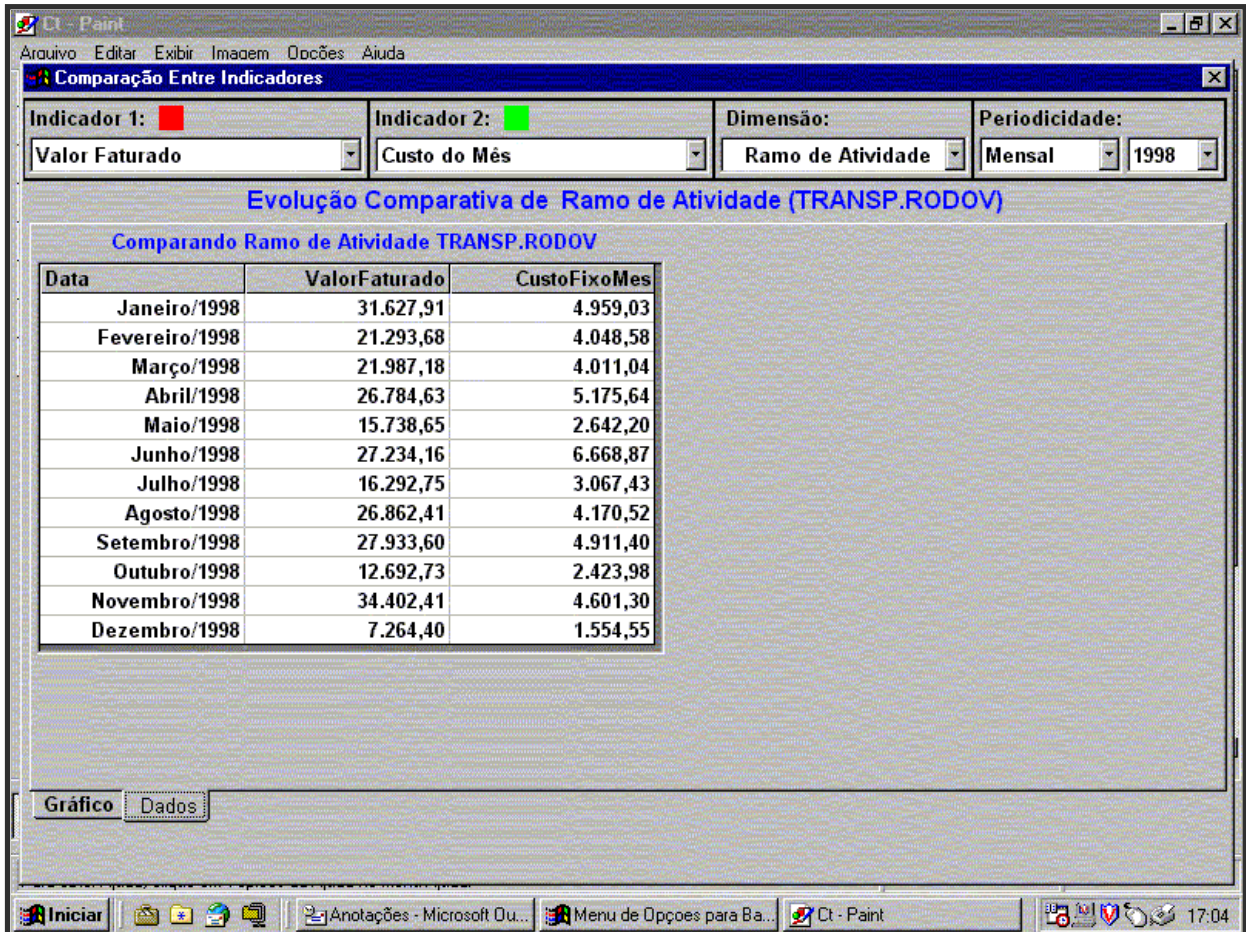 Ct - Paint
Arquivo Editar Exibir Imagem Opções Ajuda
Comparação Entre Indicadores
Indicador 1: Indicador 2: Dimensão: Periodicidade:
Valor Faturado Custo do Mês Ramo de Atividade Mensal 1998
Evolução Comparativa de Ramo de Atividade (TRANSP.RODOV)
Comparando Ramo de Atividade TRANSP.RODOV
Data ValorFaturado CustoFixoMes
Janeiro/1998 31.627,91 4.959,03
Fevereiro/1998 21.293,68 4.048,58
Março/1998 21.987,18 4.011,04
Abril/1998 26.784,63 5.175,64
Maio/1998 15.738,65 2.642,20
Junho/1998 27.234,16 6.668,87
Julho/1998 16.292,75 3.067,43
Agosto/1998 26.862,41 4.170,52
Setembro/1998 27.933,60 4.911,40
Outubro/1998 12.692,73 2.423,98
Novembro/1998 34.402,41 4.601,30
Dezembro/1998 7.264,40 1.554,55
Gráfico Dados
Iniciar Anotações - Microsoft Ou... Menu de Opçoes para Ba... Ct - Paint 17:04